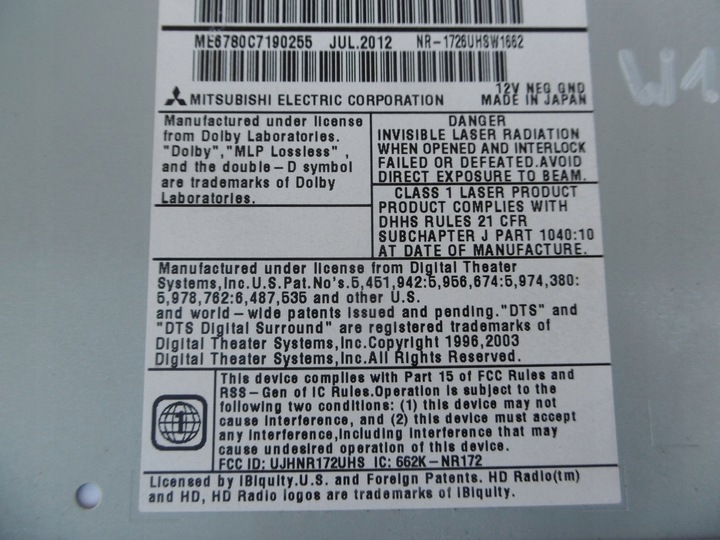 ME6780C7190255 JUL.2012 NR-1726UHSW1662
12V NEG GND
MITSUBISHI ELECTRIC CORPORATION MADE IN JAPAN
Manufactured under license
from Dolby Laboratories.
"Dolby","MLP Lossless" ,
and the double-D symbol
are trademarks of Dolby
Laboratories.
DANGER
INVISIBLE LASER RADIATION
WHEN OPENED AND INTERLOCK
FAILED OR DEFEATED.AVOID
DIRECT EXPOSURE TO BEAM.
CLASS 1 LASER PRODUCT
PRODUCT COMPLIES WITH
DHHS RULES 21 CFR
SUBCHAPTER J PART 1040:10
AT DATE OF MANUFACTURE.
Manufactured under license from Digital Theater
Systems,Inc.U.S.Pat.No's.5,451,942:5,956,674:5,974,380:
5,978,762:6,487,535 and other U.S.
and world-wide patents issued and pending."DTS" and
"DTS Digital Surround" are registered trademarks of
Digital Theater Systems,Inc.Copyright 1996,2003
Digital Theater Systems,Inc.All Rights Reserved.
1
This device complies with Part 15 of FCC Rules and
RSS-Gen of IC Rules.Operation is subject to the
following two conditions: (1) this device may not
cause interference, and (2) this device must accept
any interference,including interference that may
cause undesired operation of this device.
FCC ID: UJHNR172UHS IC: 662K-NR172
Licensed by iBiquity.U.S. and Foreign Patents. HD Radio(tm)
and HD, HD Radio logos are trademarks of iBiquity.